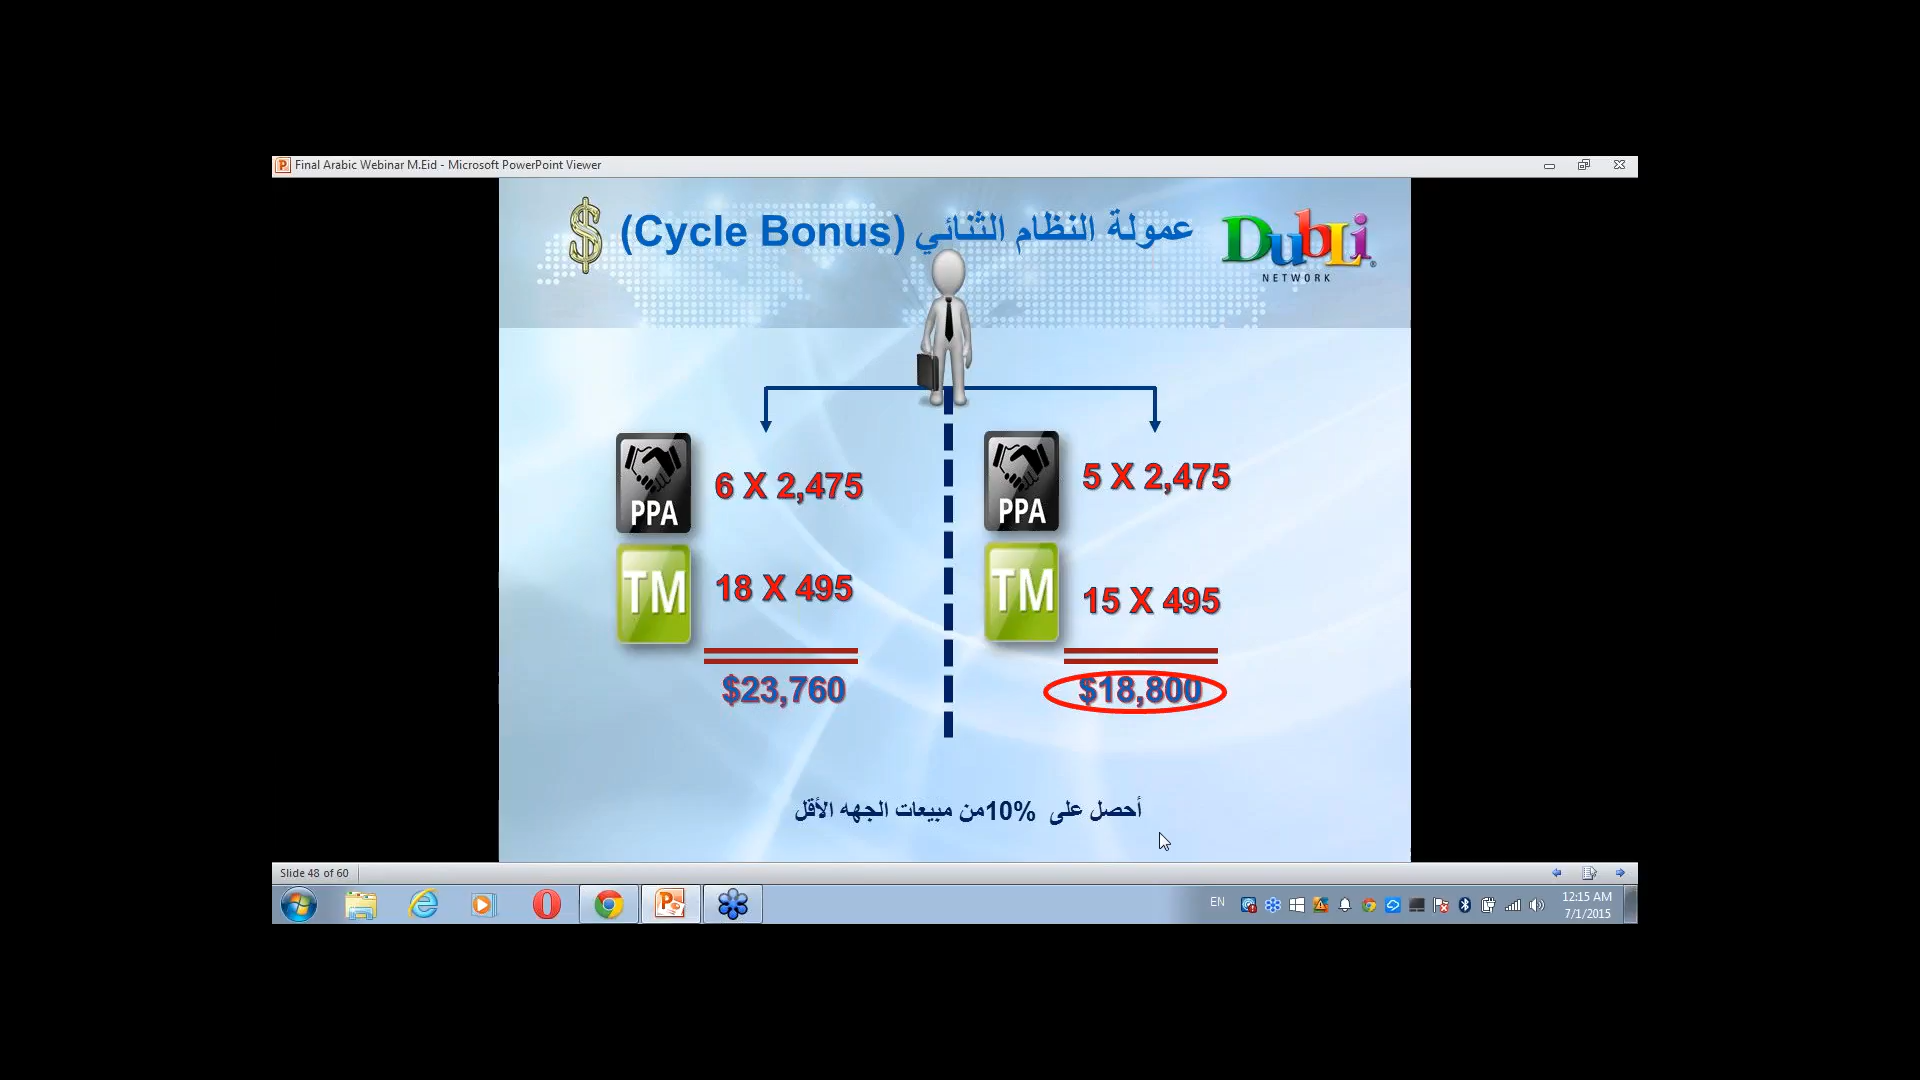 Final Arabic Webinar M.Eid - Microsoft PowerPoint Viewer
$ عمولة النظام الثنائي (Cycle Bonus)
DubLi
NETWORK
PPA 6 X 2,475
TM 18 X 495
$23,760
PPA 5 X 2,475
TM 15 X 495
$18,800
أحصل على 10% من مبيعات الجهه الأقل
Slide 48 of 60
EN
12:15 AM
7/1/2015